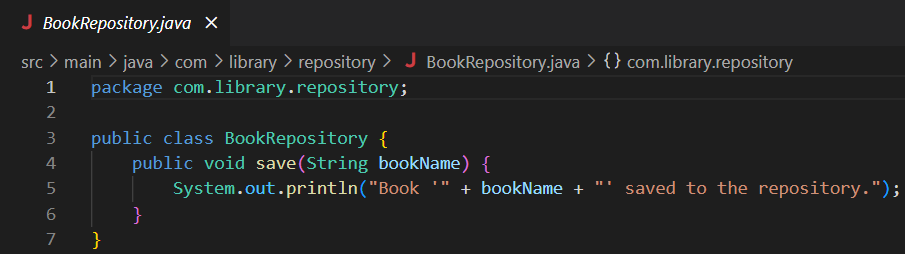 J BookRepository.java ×
src > main > java > com > library > repository > J BookRepository.java > {} com.library.repository
1 package com.library.repository;
2
3 public class BookRepository {
4     public void save(String bookName) {
5         System.out.println("Book '" + bookName + "' saved to the repository.");
6     }
7 }